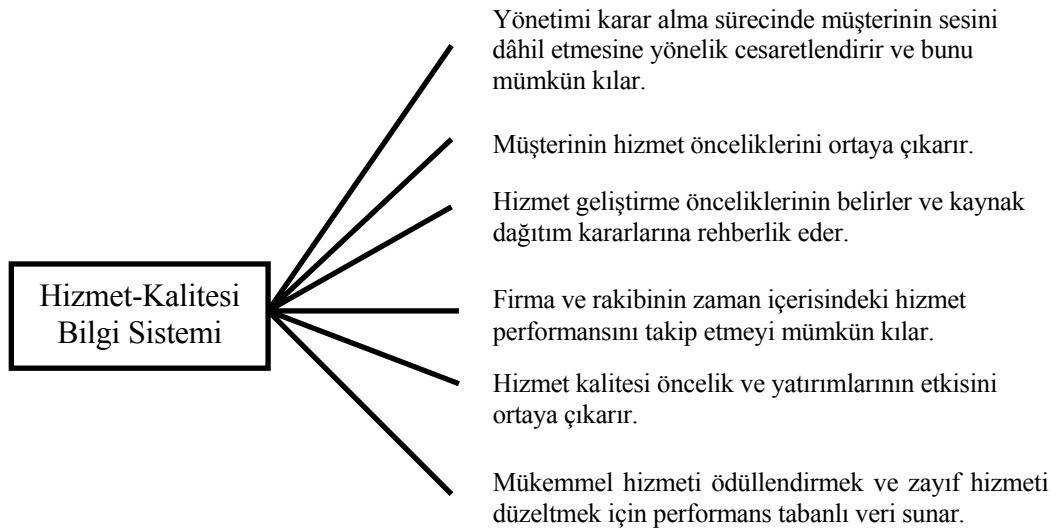 Yönetimi karar alma sürecinde müşterinin sesini
dâhil etmesine yönelik cesaretlendirir ve bunu
mümkün kılar.
Müşterinin hizmet önceliklerini ortaya çıkarır.
Hizmet geliştirme önceliklerinin belirler ve kaynak
dağıtım kararlarına rehberlik eder.
Hizmet-Kalitesi
Bilgi Sistemi
Firma ve rakibinin zaman içerisindeki hizmet
performansını takip etmeyi mümkün kılar.
Hizmet kalitesi öncelik ve yatırımlarının etkisini
ortaya çıkarır.
Mükemmel hizmeti ödüllendirmek ve zayıf hizmeti
düzeltmek için performans tabanlı veri sunar.